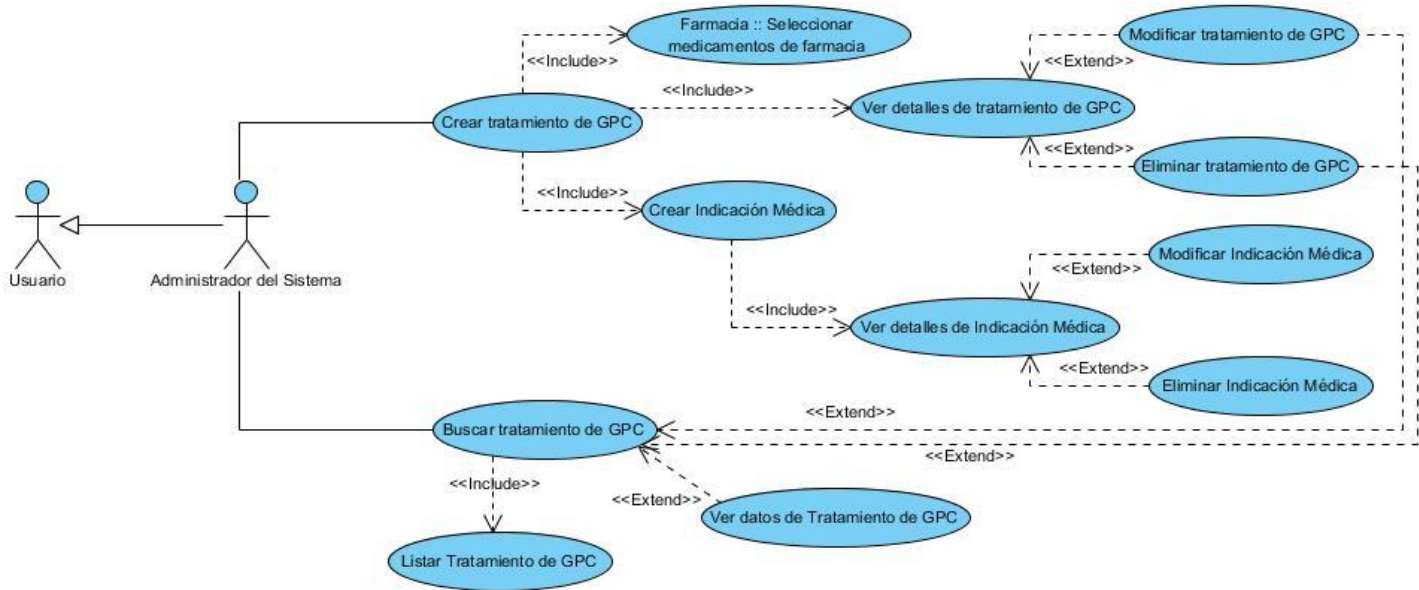 Farmacia :: Seleccionar
medicamentos de farmacia
Modificar tratamiento de GPC
<<Include>>
<<Extend>>
<<Include>>
Crear tratamiento de GPC
Ver detalles de tratamiento de GPC
<<Extend>>
Eliminar tratamiento de GPC
<<Include>>
Crear Indicación Médica
Usuario
Administrador del Sistema
Modificar Indicación Médica
<<Extend>>
<<Include>>
Ver detalles de Indicación Médica
<<Extend>>
Eliminar Indicación Médica
<<Extend>>
Buscar tratamiento de GPC
<<Extend>>
<<Include>>
<<Extend>>
Ver datos de Tratamiento de GPC
Listar Tratamiento de GPC